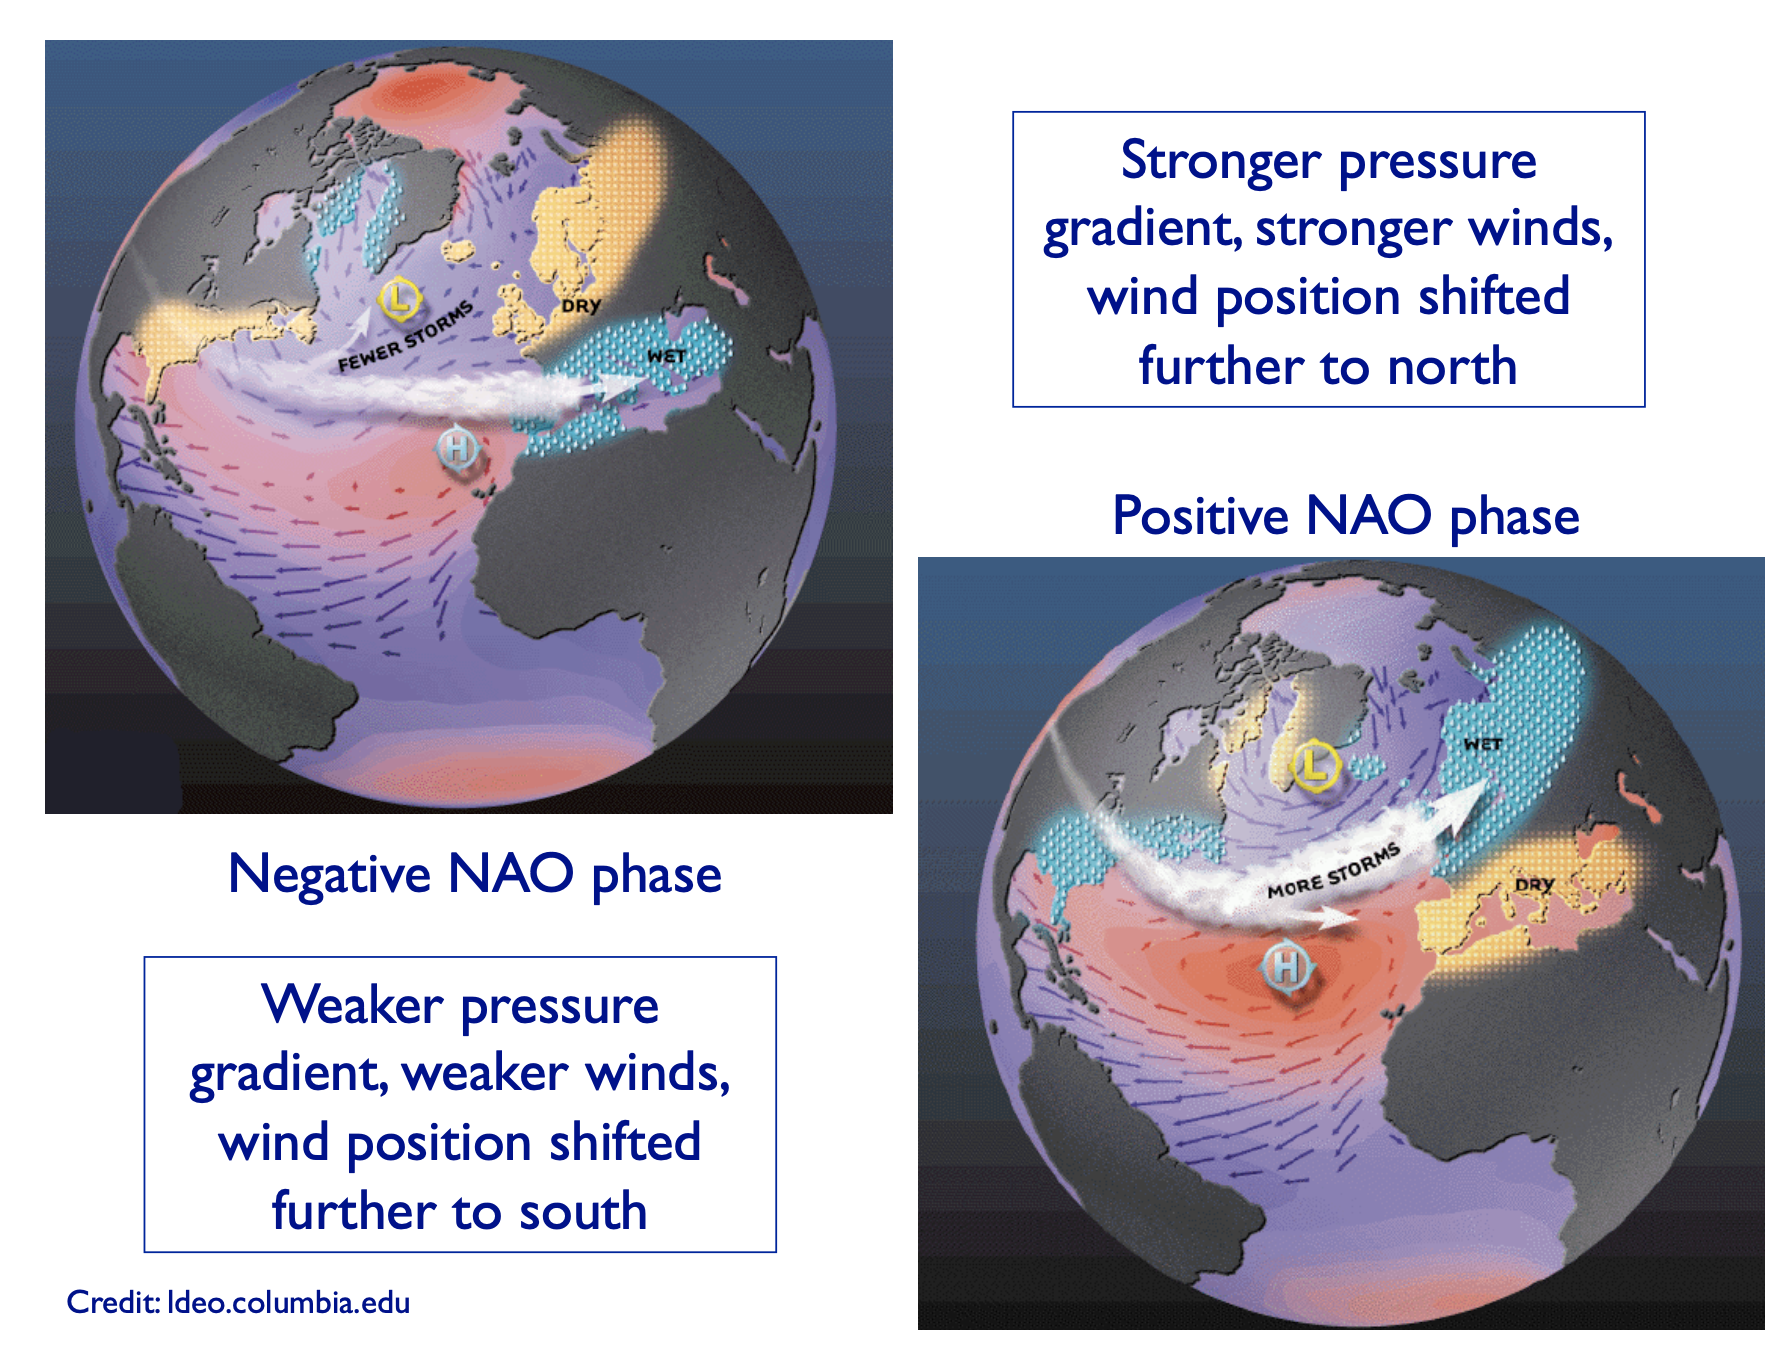 L
FEWER STORMS
DRY
WET
H
Negative NAO phase
Weaker pressure
gradient, weaker winds,
wind position shifted
further to south
Credit: ldeo.columbia.edu
Stronger pressure
gradient, stronger winds,
wind position shifted
further to north
Positive NAO phase
WET
L
MORE STORMS
DRY
H